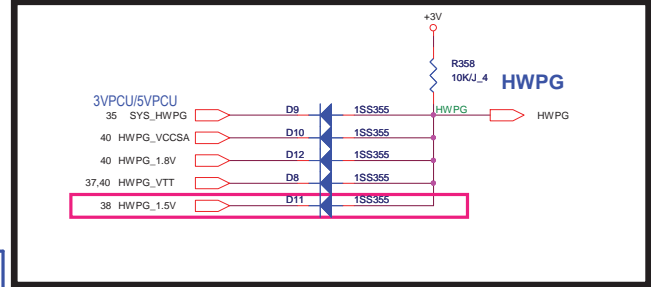 +3V
R358
10K/J_4
HWPG
3VPCU/5VPCU
35 SYS_HWPG D9 1SS355 HWPG HWPG
40 HWPG_VCCSA D10 1SS355
40 HWPG_1.8V D12 1SS355
37,40 HWPG_VTT D8 1SS355
38 HWPG_1.5V D11 1SS355